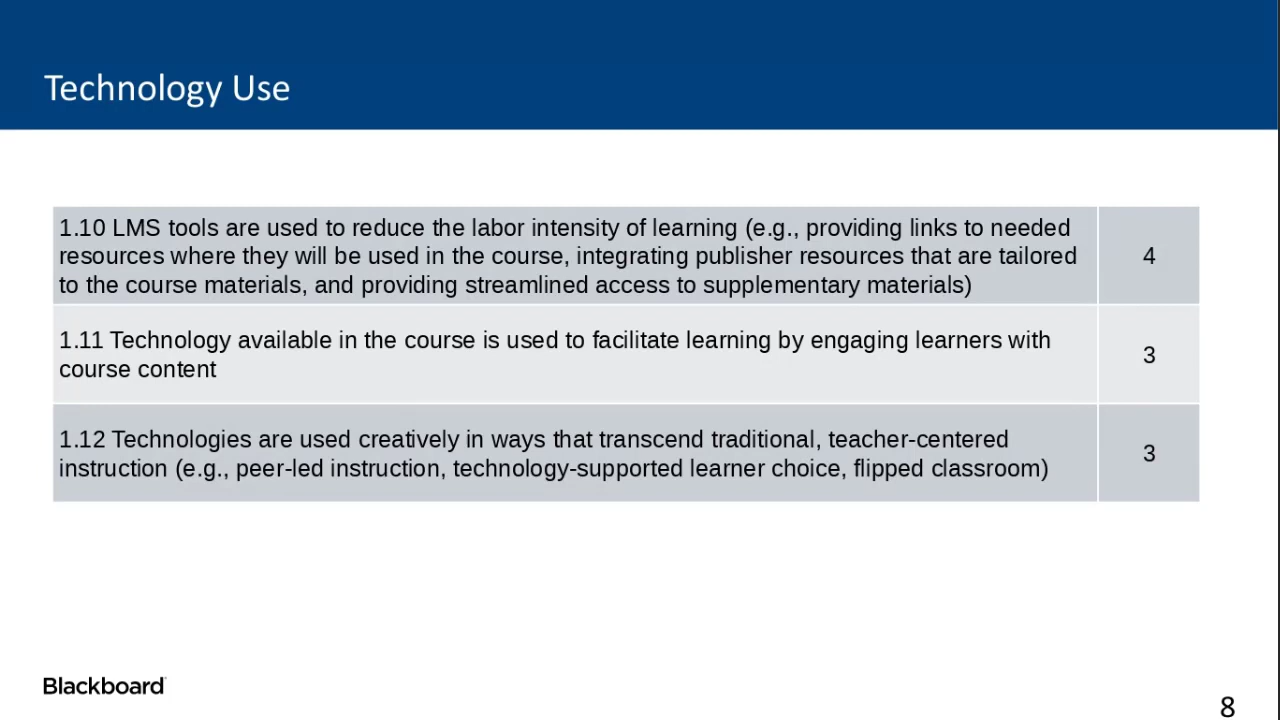 Technology Use
1.10 LMS tools are used to reduce the labor intensity of learning (e.g., providing links to needed
resources where they will be used in the course, integrating publisher resources that are tailored
to the course materials, and providing streamlined access to supplementary materials)
4
1.11 Technology available in the course is used to facilitate learning by engaging learners with
course content
3
1.12 Technologies are used creatively in ways that transcend traditional, teacher-centered
instruction (e.g., peer-led instruction, technology-supported learner choice, flipped classroom)
3
Blackboard
8